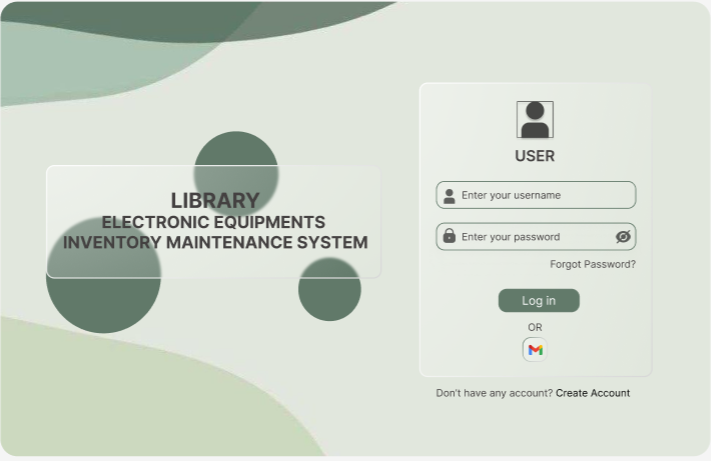 LIBRARY
ELECTRONIC EQUIPMENTS
INVENTORY MAINTENANCE SYSTEM
USER
Enter your username
Enter your password
Forgot Password?
Log in
OR
Don't have any account? Create Account